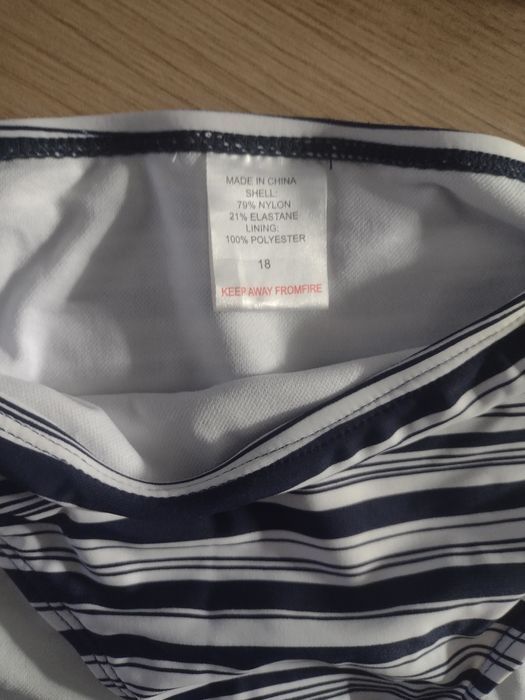 MADE IN CHINA
SHELL:
79% NYLON
21% ELASTANE
LINING:
100% POLYESTER
18
KEEP AWAY FROMFIRE